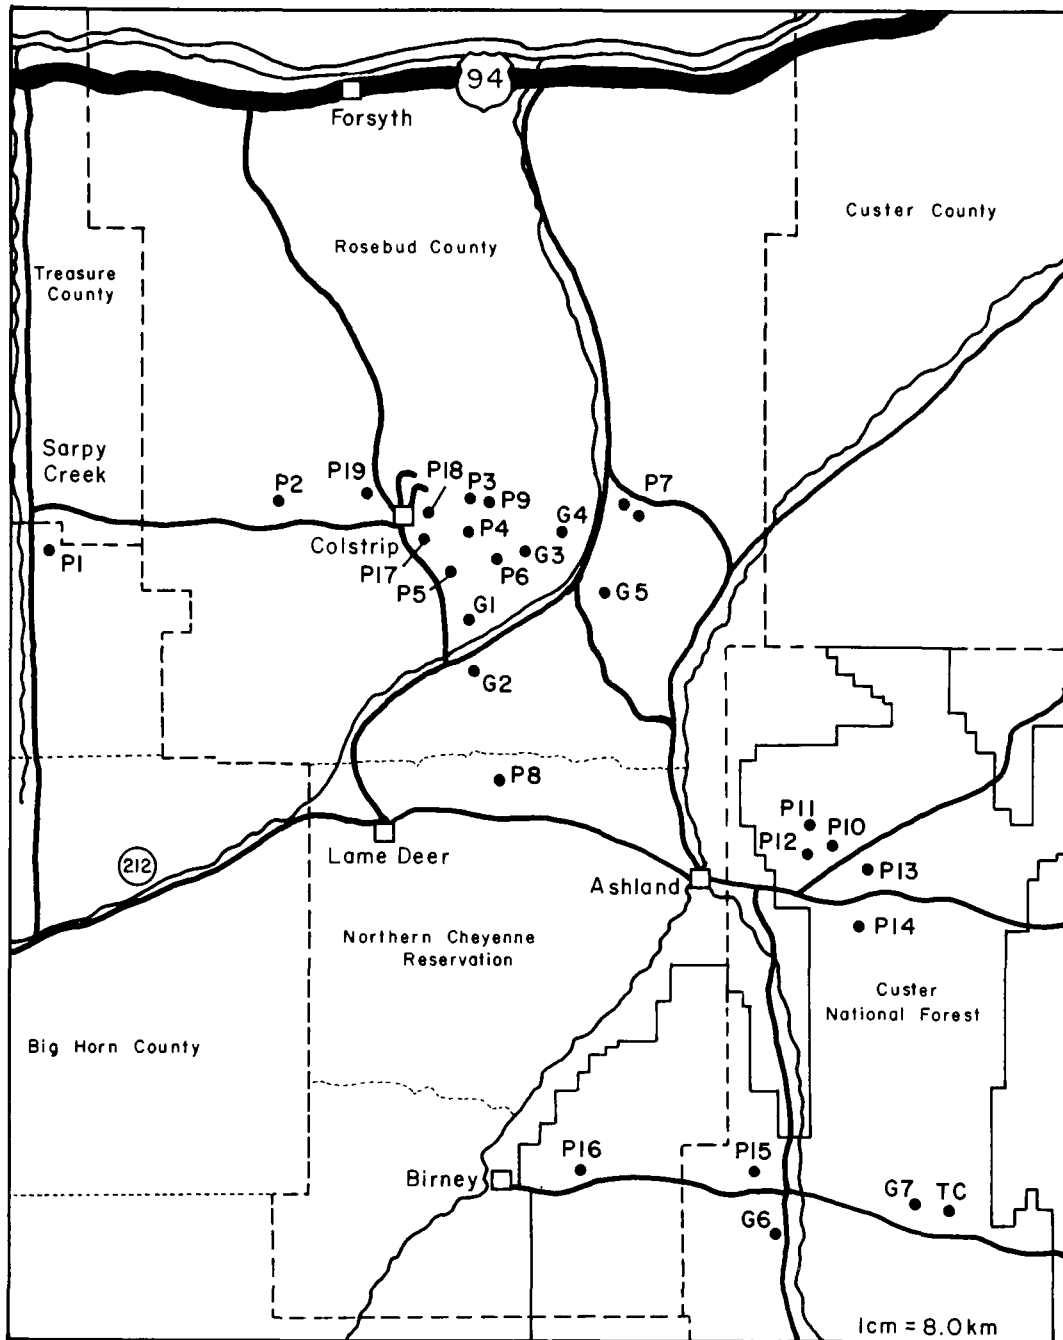 94
Forsyth
Custer County
Rosebud County
Treasure
County
Sarpy
Creek
P2
P19
P18
P3
P9
P7
P4
G4
Colstrip
P17
G3
P1
P6
P5
G5
G1
G2
P8
P11
P10
P12
Lame Deer
212
P13
Ashland
P14
Northern Cheyenne
Reservation
Custer
National Forest
Big Horn County
P16
P15
Birney
G7
TC
G6
1cm = 8.0km